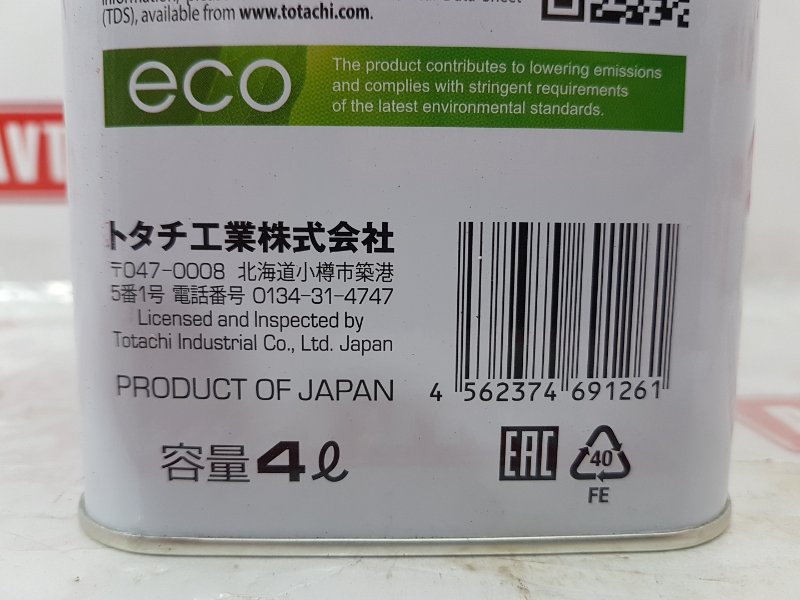 (TDS), available from www.totachi.com.
eco
The product contributes to lowering emissions
and complies with stringent requirements
of the latest environmental standards.
トタチ工業株式会社
〒047-0008 北海道小樽市築港
5番1号 電話番号 0134-31-4747
Licensed and Inspected by
Totachi Industrial Co., Ltd. Japan
PRODUCT OF JAPAN
4 562374 691261
容量 4ℓ
EAC
40
FE